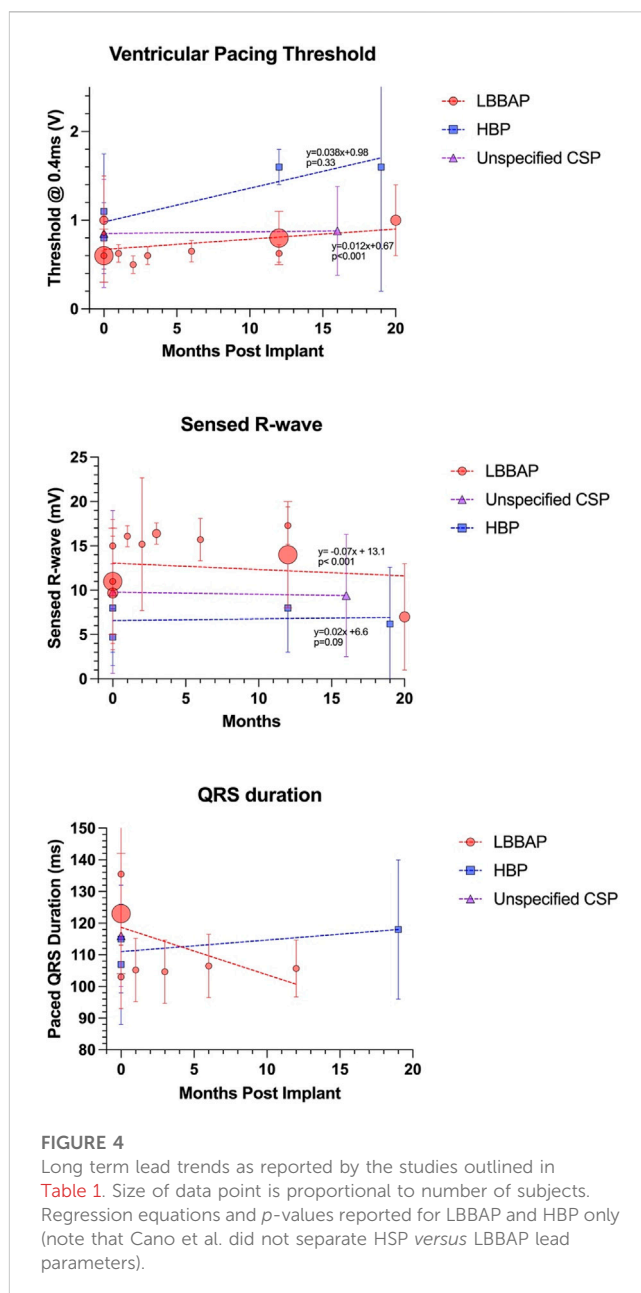 Ventricular Pacing Threshold
Threshold @ 0.4ms (V)
2
1
0
0
5
10
15
20
Months Post Implant
y=0.038x+0.98
p=0.33
y=0.012x+0.67
p<0.001
LBBAP
HBP
Unspecified CSP
Sensed R-wave
Sensed R-wave (mV)
25
20
15
10
5
0
0
5
10
15
20
Months
y= -0.07x + 13.1
p< 0.001
y=0.02x +6.6
p=0.09
LBBAP
Unspecified CSP
HBP
QRS duration
Paced QRS Duration (ms)
150
140
130
120
110
100
90
80
0
5
10
15
20
Months Post Implant
LBBAP
HBP
Unspecified CSP
FIGURE 4
Long term lead trends as reported by the studies outlined in
Table 1. Size of data point is proportional to number of subjects.
Regression equations and p-values reported for LBBAP and HBP only
(note that Cano et al. did not separate HSP versus LBBAP lead
parameters).